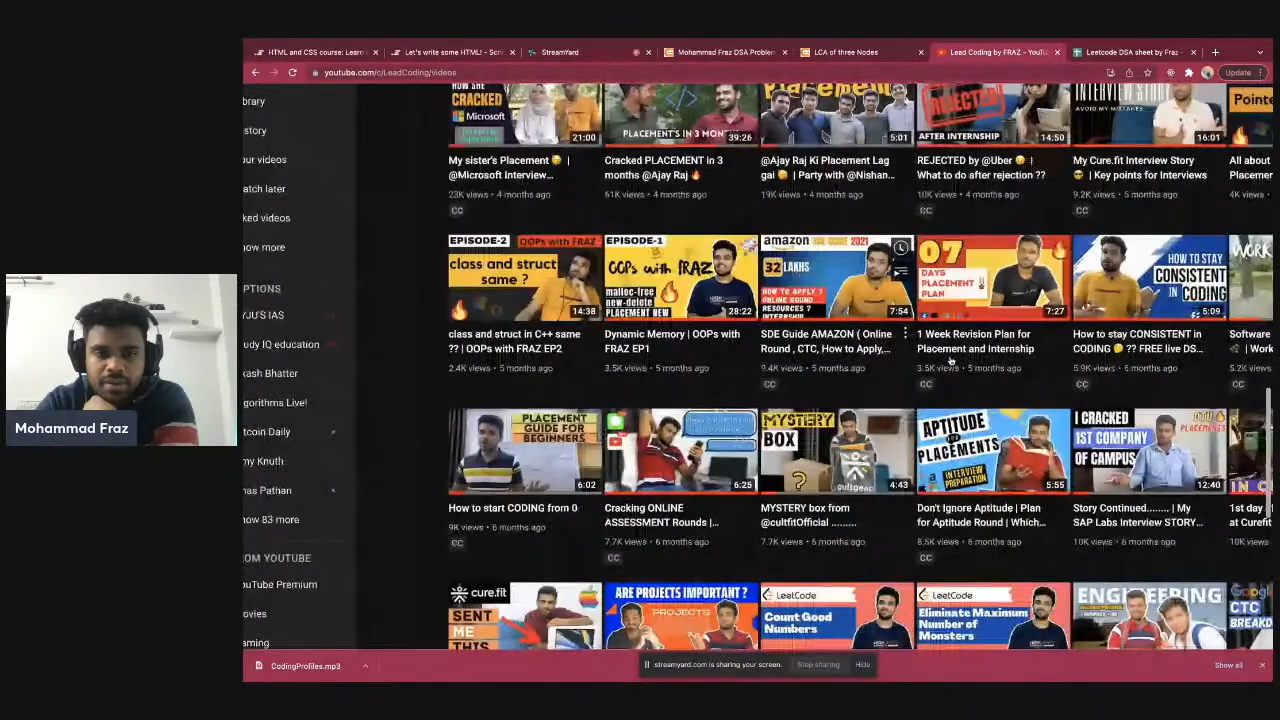 HTML and CSS course: Learn
Let's write some HTML! - Scri
StreamYard
Mohammad Fraz DSA Problem
LCA of three Nodes
Lead Coding by FRAZ - YouTu
Leetcode DSA sheet by Fraz -
youtube.com/c/LeadCoding/videos
Update
brary
story
our videos
atch later
ked videos
how more
PTIONS
YJU'S IAS
tudy IQ education
kash Bhatter
lgorithms Live!
tcoin Daily
my Knuth
nas Pathan
how 83 more
OM YOUTUBE
uTube Premium
ovies
aming
HOW SHE
CRACKED
Microsoft
21:00
PLACEMENT'S IN 3 MONT
39:26
Placement
5:01
REJECTED
AFTER INTERNSHIP
14:50
INTERVIEW STORY
AVOID MY MISTAKES
16:01
Pointe
My sister's Placement 😏 |
@Microsoft Interview...
23K views • 4 months ago
CC
Cracked PLACEMENT in 3
months @Ajay Raj 🔥
61K views • 4 months ago
@Ajay Raj Ki Placement Lag
gai 😏 | Party with @Nishan...
19K views • 4 months ago
REJECTED by @Uber 😏 |
What to do after rejection ??
10K views • 4 months ago
CC
My Cure.fit Interview Story
😎 | Key points for Interviews
9.2K views • 5 months ago
CC
All about
Placemer
4K views
EPISODE-2
OOPs with FRAZ
class and struct
same ?
14:38
EPISODE-1
OOPs with FRAZ
malloc-free
new-delete
PLACEMENT NEW
28:22
amazon SDE GUIDE 2021
32 LAKHS
HOW TO APPLY ?
ONLINE ROUND
RESOURCES ?
INTERNSHIP
7:54
07
DAYS
PLACEMENT
PLAN
7:27
HOW TO STAY
CONSISTENT
IN CODING
5:09
WORK
class and struct in C++ same
?? | OOPs with FRAZ EP2
2.4K views • 5 months ago
Dynamic Memory | OOPs with
FRAZ EP1
3.5K views • 5 months ago
SDE Guide AMAZON ( Online
Round , CTC, How to Apply,...
9.4K views • 5 months ago
CC
1 Week Revision Plan for
Placement and Internship
3.5K views • 5 months ago
CC
How to stay CONSISTENT in
CODING 🤔 ?? FREE live DS...
5.9K views • 6 months ago
CC
Software
| Work
5.2K views
CC
PLACEMENT
GUIDE FOR
BEGINNERS
6:02
6:25
MYSTERY
BOX
cultgear
4:43
APTITUDE
PLACEMENTS
INTERVIEW
PREPARATION
5:55
I CRACKED
1ST COMPANY
OF CAMPUS
PLACEMENTS
12:40
How to start CODING from 0
9K views • 6 months ago
CC
Cracking ONLINE
ASSESSMENT Rounds |...
7.7K views • 6 months ago
CC
MYSTERY box from
@cultfitOfficial .........
7.7K views • 6 months ago
Don't Ignore Aptitude | Plan
for Aptitude Round | Which...
8.5K views • 6 months ago
CC
Story Continued........ | My
SAP Labs Interview STORY...
10K views • 6 months ago
1st day
at Curefit
10K views
cure.fit
SENT
ME
THIS
ARE PROJECTS IMPORTANT ?
PROJECTS
LeetCode
Count Good
Numbers
LeetCode
Eliminate Maximum
Number of
Monsters
ENGINEERING
Googl
CTC
BREAKD
Mohammad Fraz
CodingProfiles.mp3
streamyard.com is sharing your screen.
Stop sharing
Hide
Show all